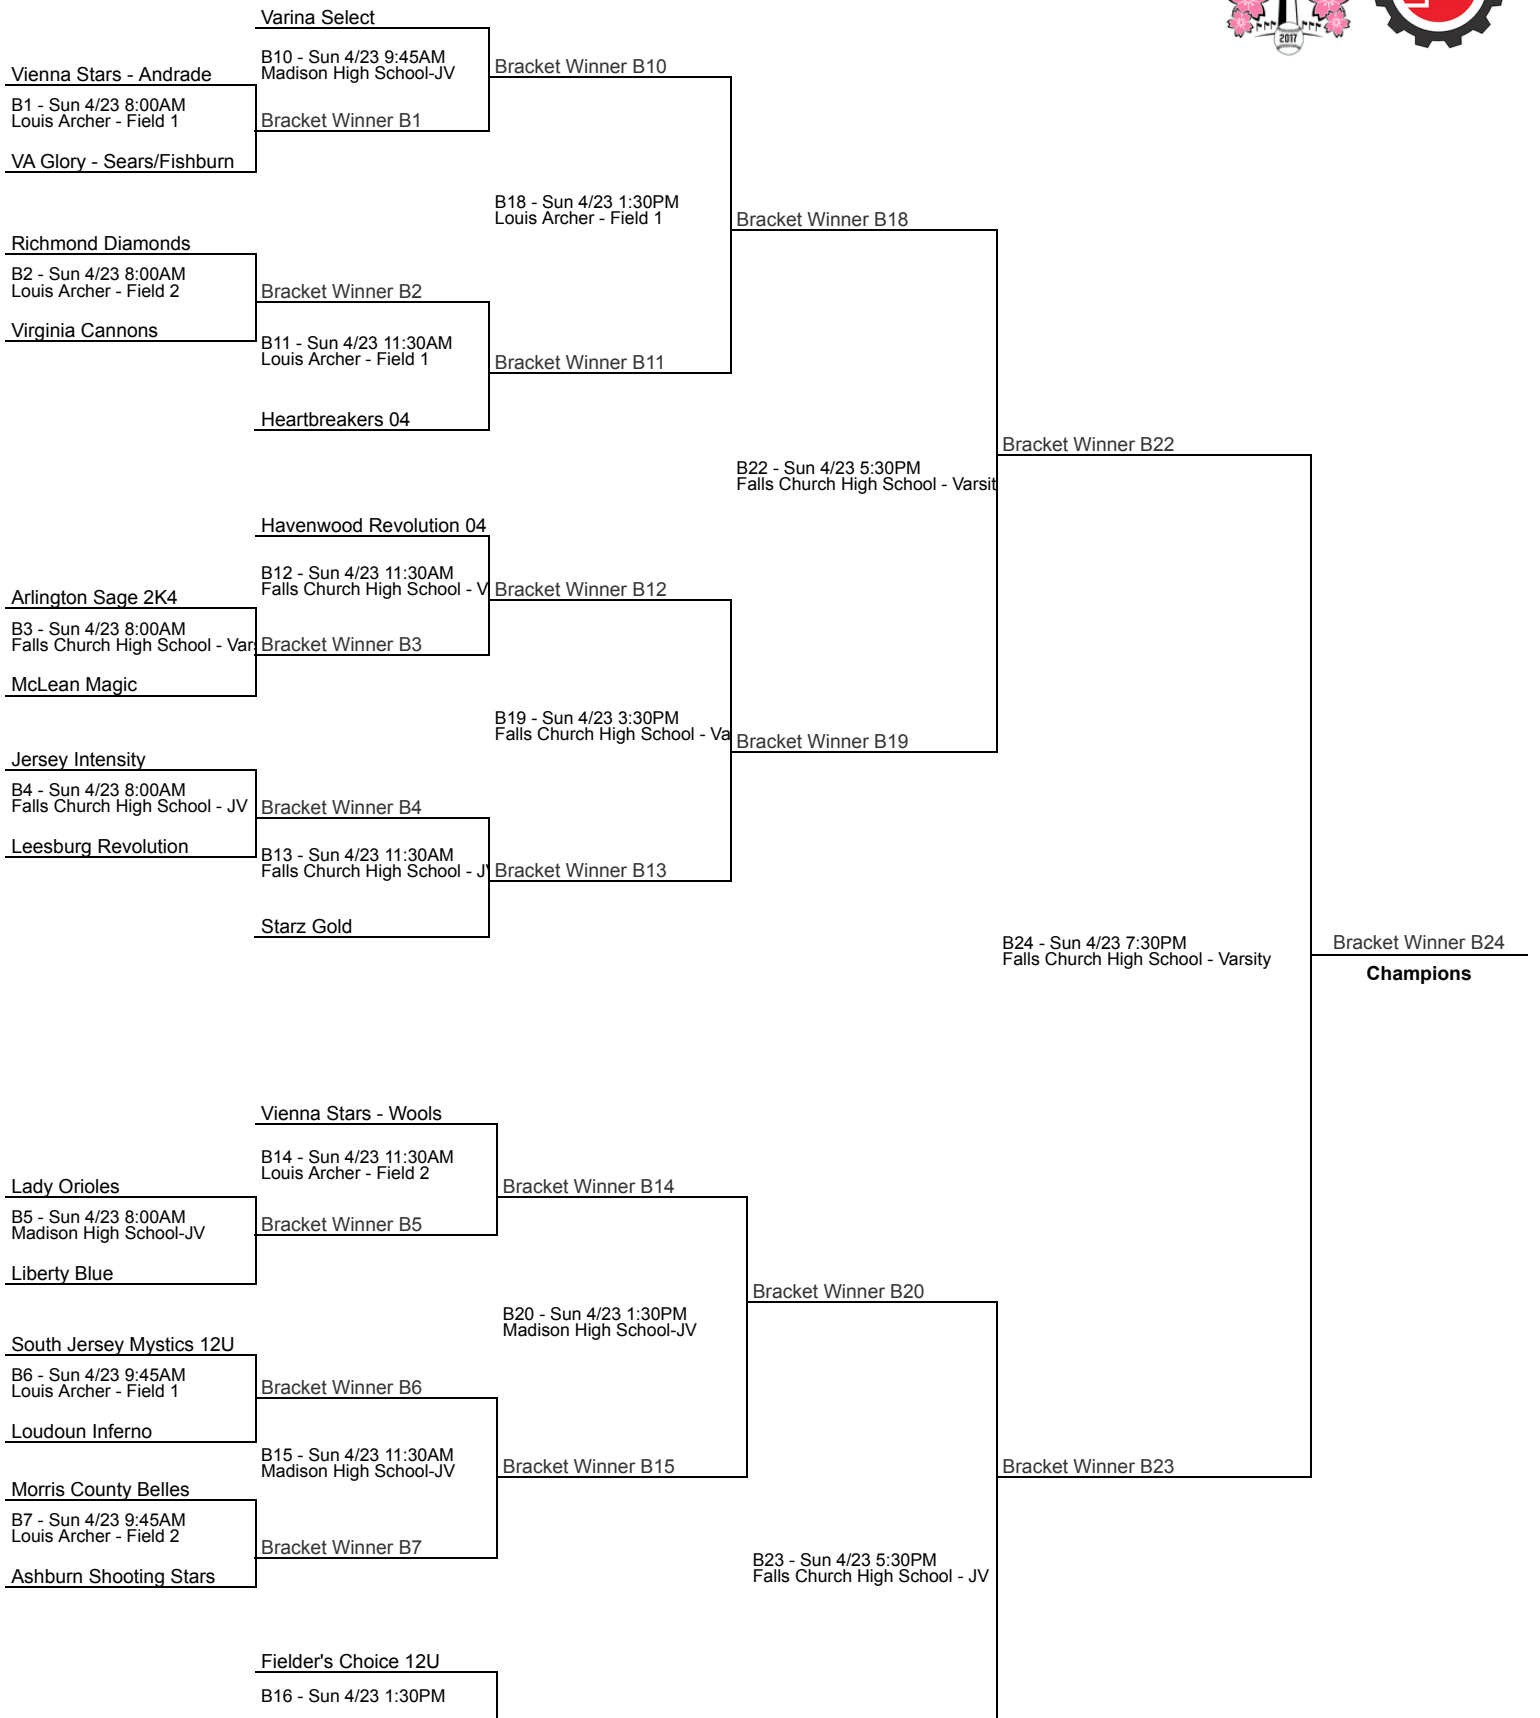 2017
Varina Select
B10 - Sun 4/23 9:45AM
Madison High School-JV
Bracket Winner B10
Vienna Stars - Andrade
B1 - Sun 4/23 8:00AM
Louis Archer - Field 1
Bracket Winner B1
VA Glory - Sears/Fishburn
B18 - Sun 4/23 1:30PM
Louis Archer - Field 1
Bracket Winner B18
Richmond Diamonds
B2 - Sun 4/23 8:00AM
Louis Archer - Field 2
Bracket Winner B2
Virginia Cannons
B11 - Sun 4/23 11:30AM
Louis Archer - Field 1
Bracket Winner B11
Heartbreakers 04
Bracket Winner B22
B22 - Sun 4/23 5:30PM
Falls Church High School - Varsit
Havenwood Revolution 04
B12 - Sun 4/23 11:30AM
Falls Church High School - V
Bracket Winner B12
Arlington Sage 2K4
B3 - Sun 4/23 8:00AM
Falls Church High School - Var
Bracket Winner B3
McLean Magic
B19 - Sun 4/23 3:30PM
Falls Church High School - Va
Bracket Winner B19
Jersey Intensity
B4 - Sun 4/23 8:00AM
Falls Church High School - JV
Bracket Winner B4
Leesburg Revolution
B13 - Sun 4/23 11:30AM
Falls Church High School - J
Bracket Winner B13
Starz Gold
B24 - Sun 4/23 7:30PM
Falls Church High School - Varsity
Bracket Winner B24
Champions
Vienna Stars - Wools
B14 - Sun 4/23 11:30AM
Louis Archer - Field 2
Bracket Winner B14
Lady Orioles
B5 - Sun 4/23 8:00AM
Madison High School-JV
Bracket Winner B5
Liberty Blue
Bracket Winner B20
B20 - Sun 4/23 1:30PM
Madison High School-JV
South Jersey Mystics 12U
B6 - Sun 4/23 9:45AM
Louis Archer - Field 1
Bracket Winner B6
Loudoun Inferno
B15 - Sun 4/23 11:30AM
Madison High School-JV
Bracket Winner B15
Bracket Winner B23
Morris County Belles
B7 - Sun 4/23 9:45AM
Louis Archer - Field 2
Bracket Winner B7
Ashburn Shooting Stars
B23 - Sun 4/23 5:30PM
Falls Church High School - JV
Fielder's Choice 12U
B16 - Sun 4/23 1:30PM